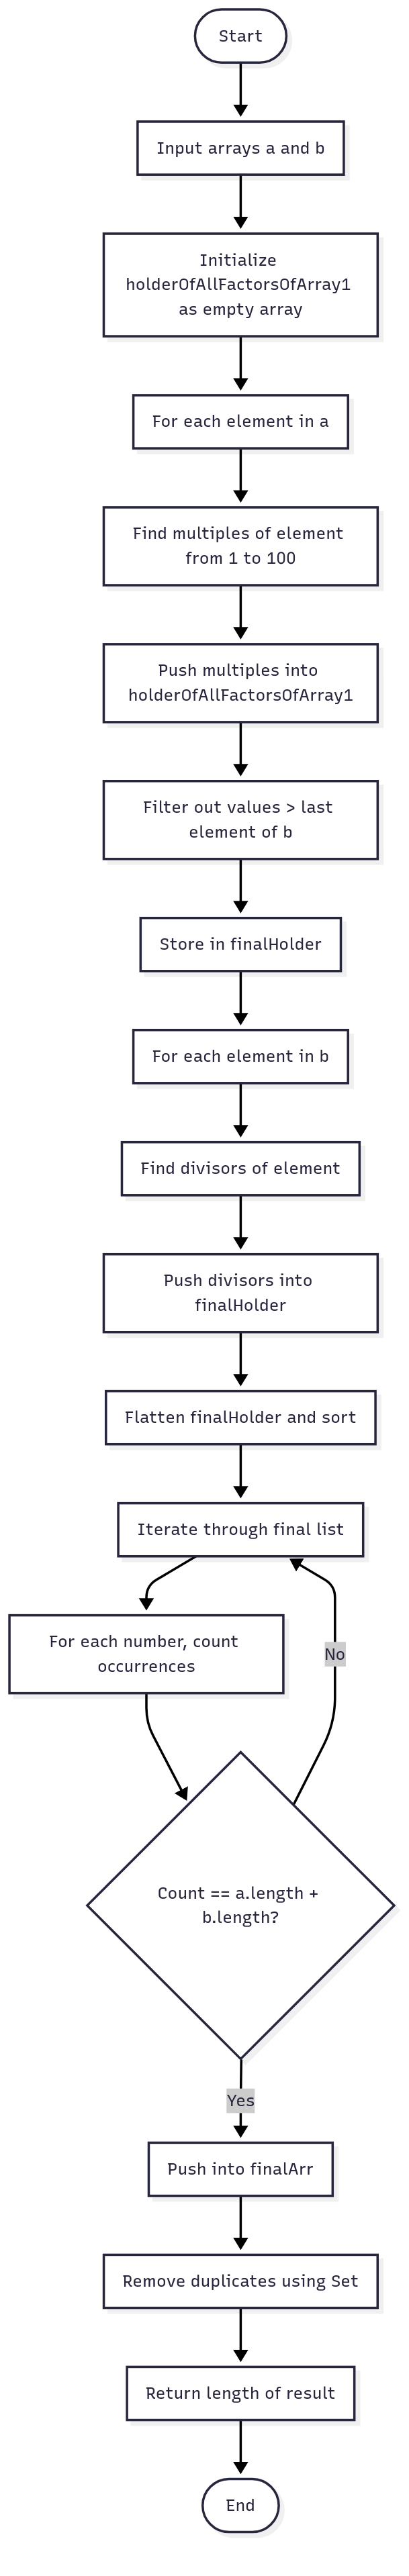 Start
Input arrays a and b
Initialize
holderOfAllFactorsOfArray1
as empty array
For each element in a
Find multiples of element
from 1 to 100
Push multiples into
holderOfAllFactorsOfArray1
Filter out values > last
element of b
Store in finalHolder
For each element in b
Find divisors of element
Push divisors into
finalHolder
Flatten finalHolder and sort
Iterate through final list
For each number, count
occurrences
No
Count == a.length +
b.length?
Yes
Push into finalArr
Remove duplicates using Set
Return length of result
End